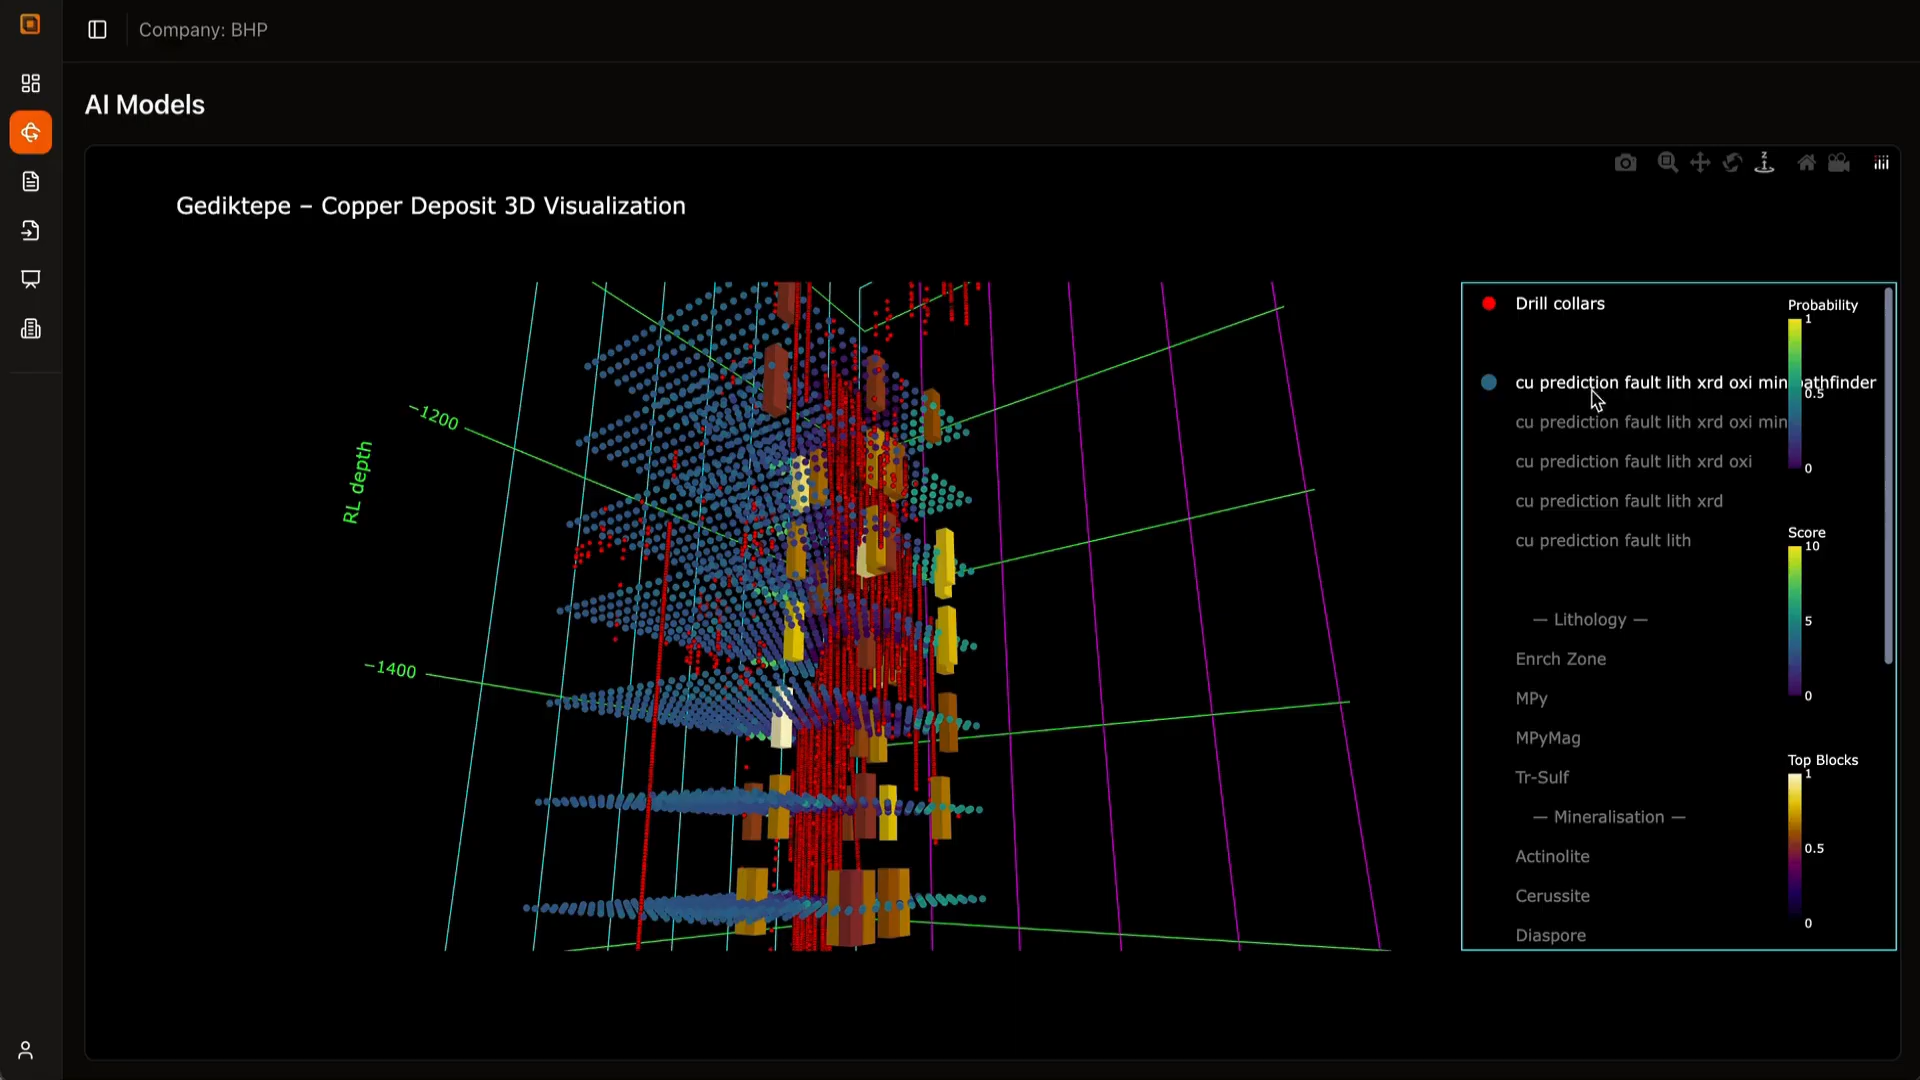 Company: BHP
AI Models
Gediktepe – Copper Deposit 3D Visualization
Z
−1200
RL depth
−1400
Drill collars
cu prediction fault lith xrd oxi min pathfinder
cu prediction fault lith xrd oxi min
cu prediction fault lith xrd oxi
cu prediction fault lith xrd
cu prediction fault lith
— Lithology —
Enrch Zone
MPy
MPyMag
Tr-Sulf
— Mineralisation —
Actinolite
Cerussite
Diaspore
Probability
1
0.5
0
Score
10
5
0
Top Blocks
1
0.5
0